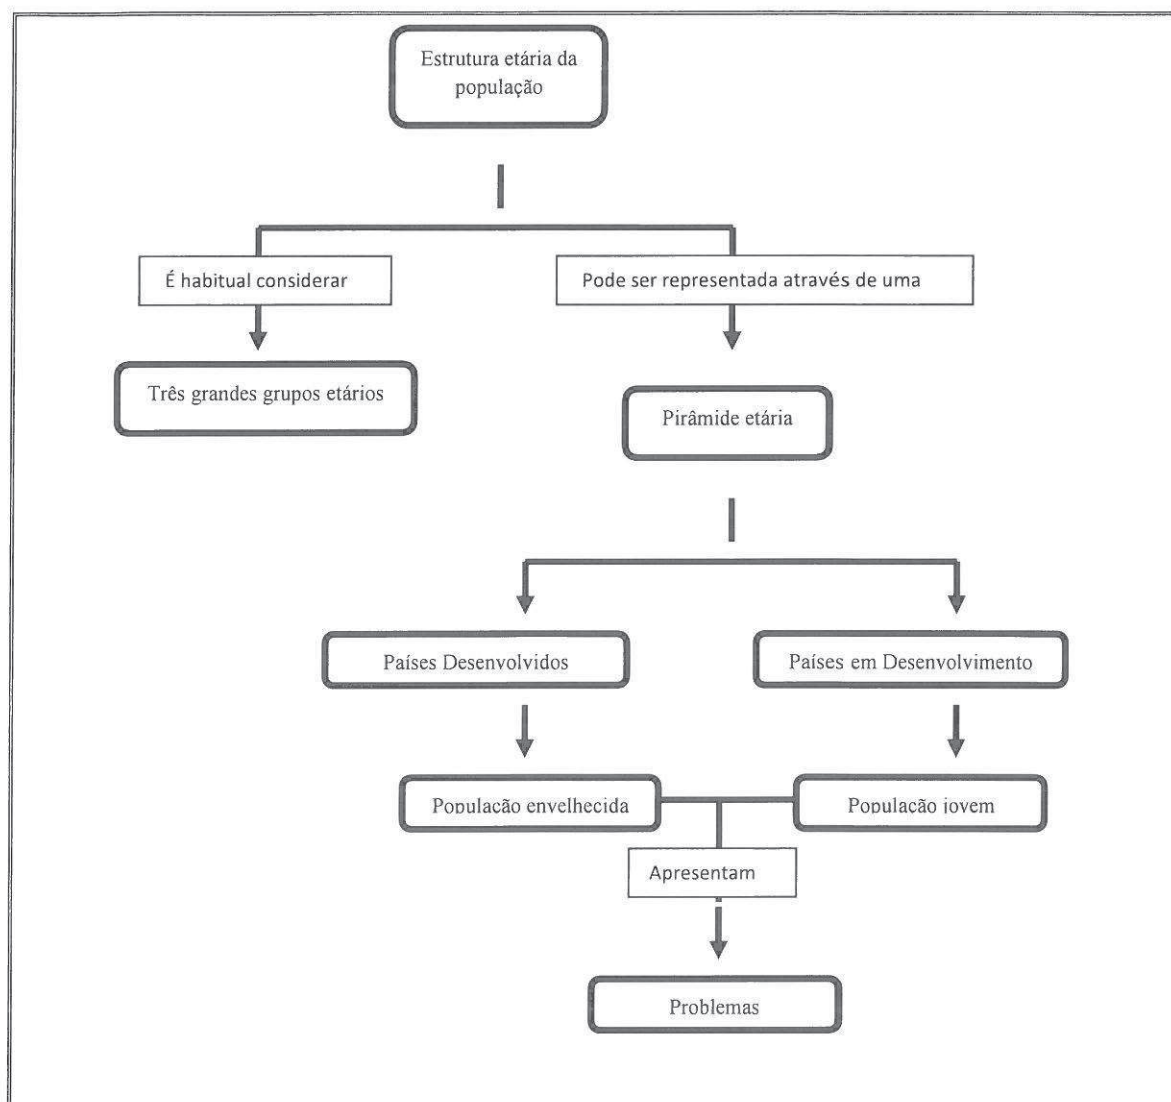 Estrutura etária da
população
É habitual considerar
Pode ser representada através de uma
Três grandes grupos etários
Pirâmide etária
Países Desenvolvidos
Países em Desenvolvimento
População envelhecida
População jovem
Apresentam
Problemas